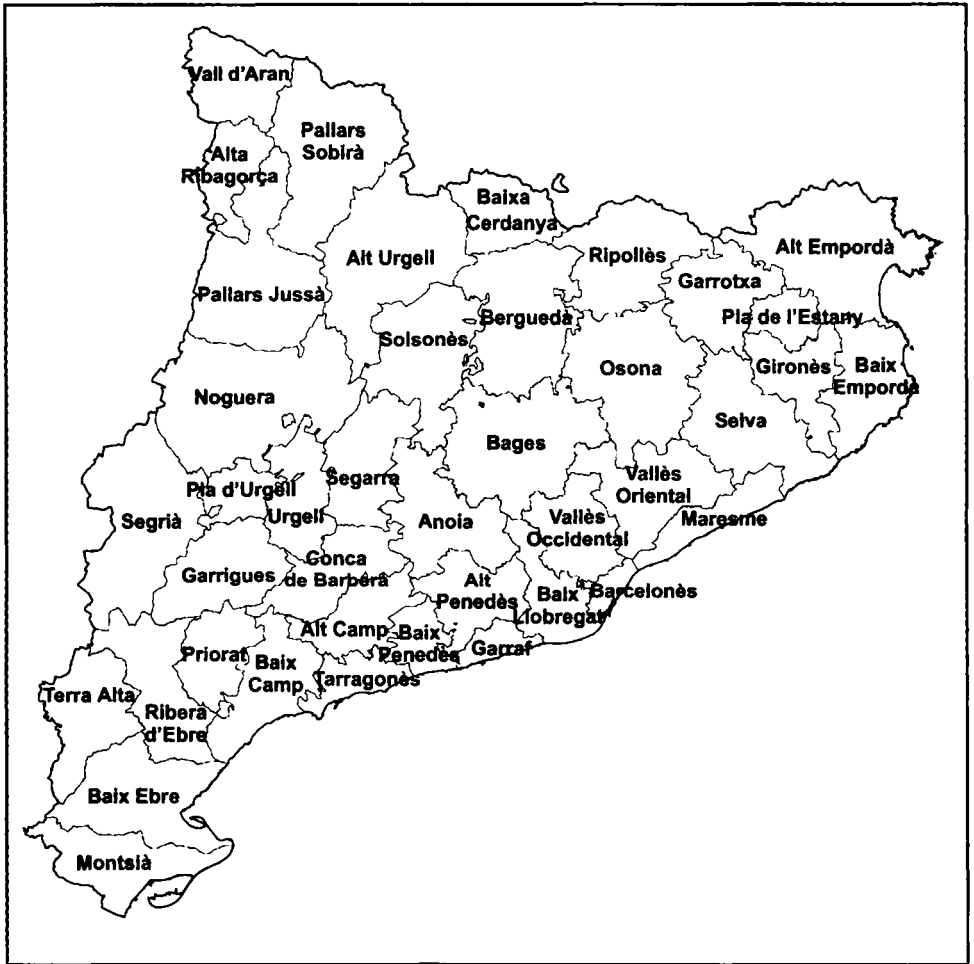 Vall d'Aran
Pallars
Sobirà
Alta
Ribagorça
Baixa
Cerdanya
Alt Empordà
Ripollès
Alt Urgell
Garrotxa
Pallars Jussà
Pla de l'Estany
Bergueda
Solsonès
Gironès
Baix
Empordà
Osona
Noguera
Selva
Bages
Vallès
Oriental
Segarra
Pla d'Urgell
Urgell
Segrià
Anoia
Vallès
Occidental
Maresme
Conca
de Barberà
Garrigues
Alt
Penedès
Baix
Llobregat
Barcelonès
Alt Camp
Baix
Penedès
Garraf
Priorat
Baix
Camp
Tarragonès
Terra Alta
Ribera
d'Ebre
Baix Ebre
Montsià